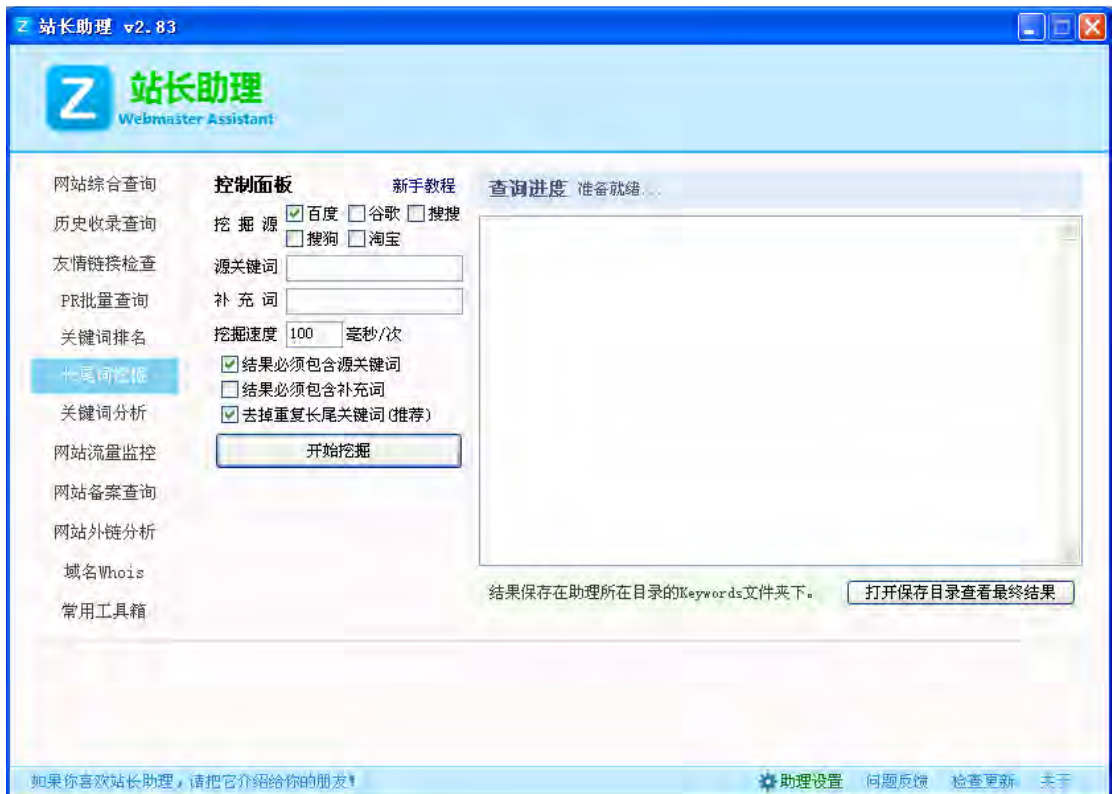 站长助理 v2.83
Z 站长助理
Webmaster Assistant
网站综合查询
历史收录查询
友情链接检查
PR批量查询
关键词排名
长尾词挖掘
关键词分析
网站流量监控
网站备案查询
网站外链分析
域名Whois
常用工具箱
控制面板 新手教程
挖掘源 百度 谷歌 搜搜
搜狗 淘宝
源关键词
补充词
挖掘速度 100 毫秒/次
结果必须包含源关键词
结果必须包含补充词
去掉重复长尾关键词(推荐)
开始挖掘
查询进度 准备就绪...
结果保存在助理所在目录的Keywords文件夹下。 打开保存目录查看最终结果
如果你喜欢站长助理,请把它介绍给你的朋友! 助理设置 问题反馈 检查更新 关于